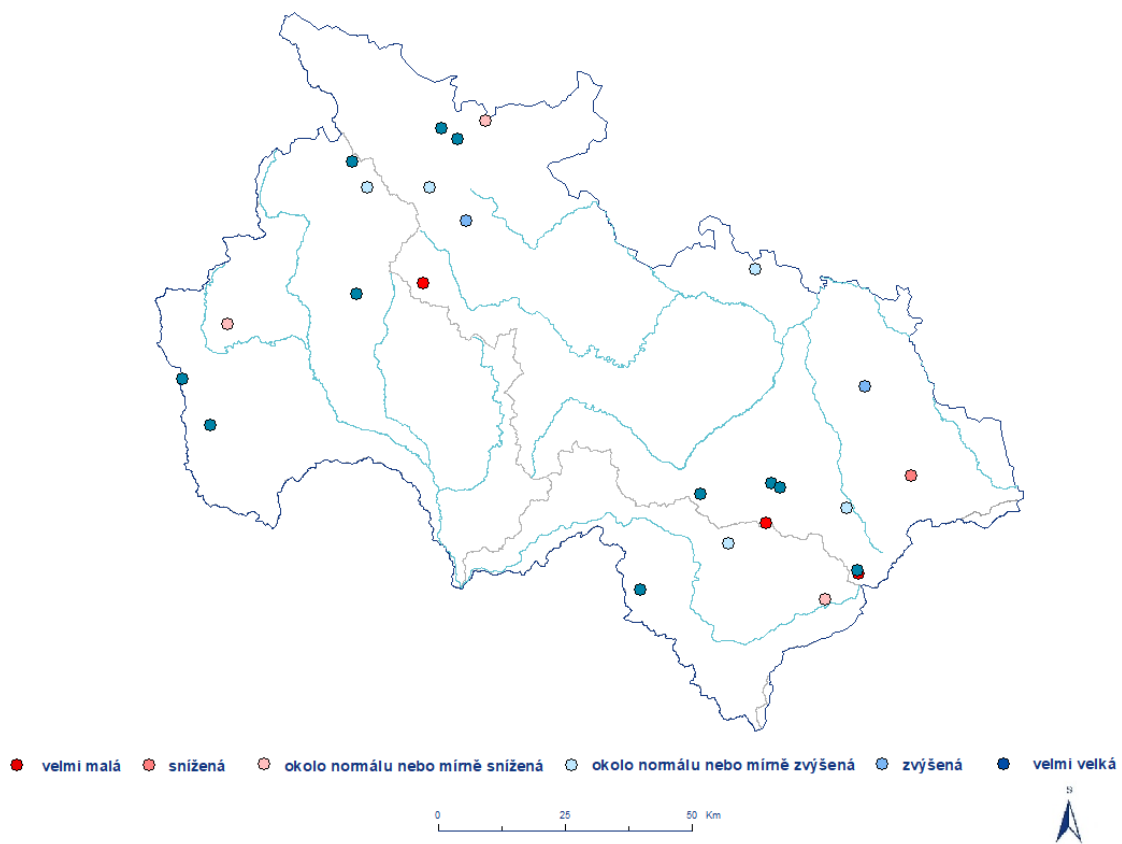 velmi malá snížená okolo normálu nebo mírně snížená okolo normálu nebo mírně zvýšená zvýšená velmi velká
S
0 25 50 Km